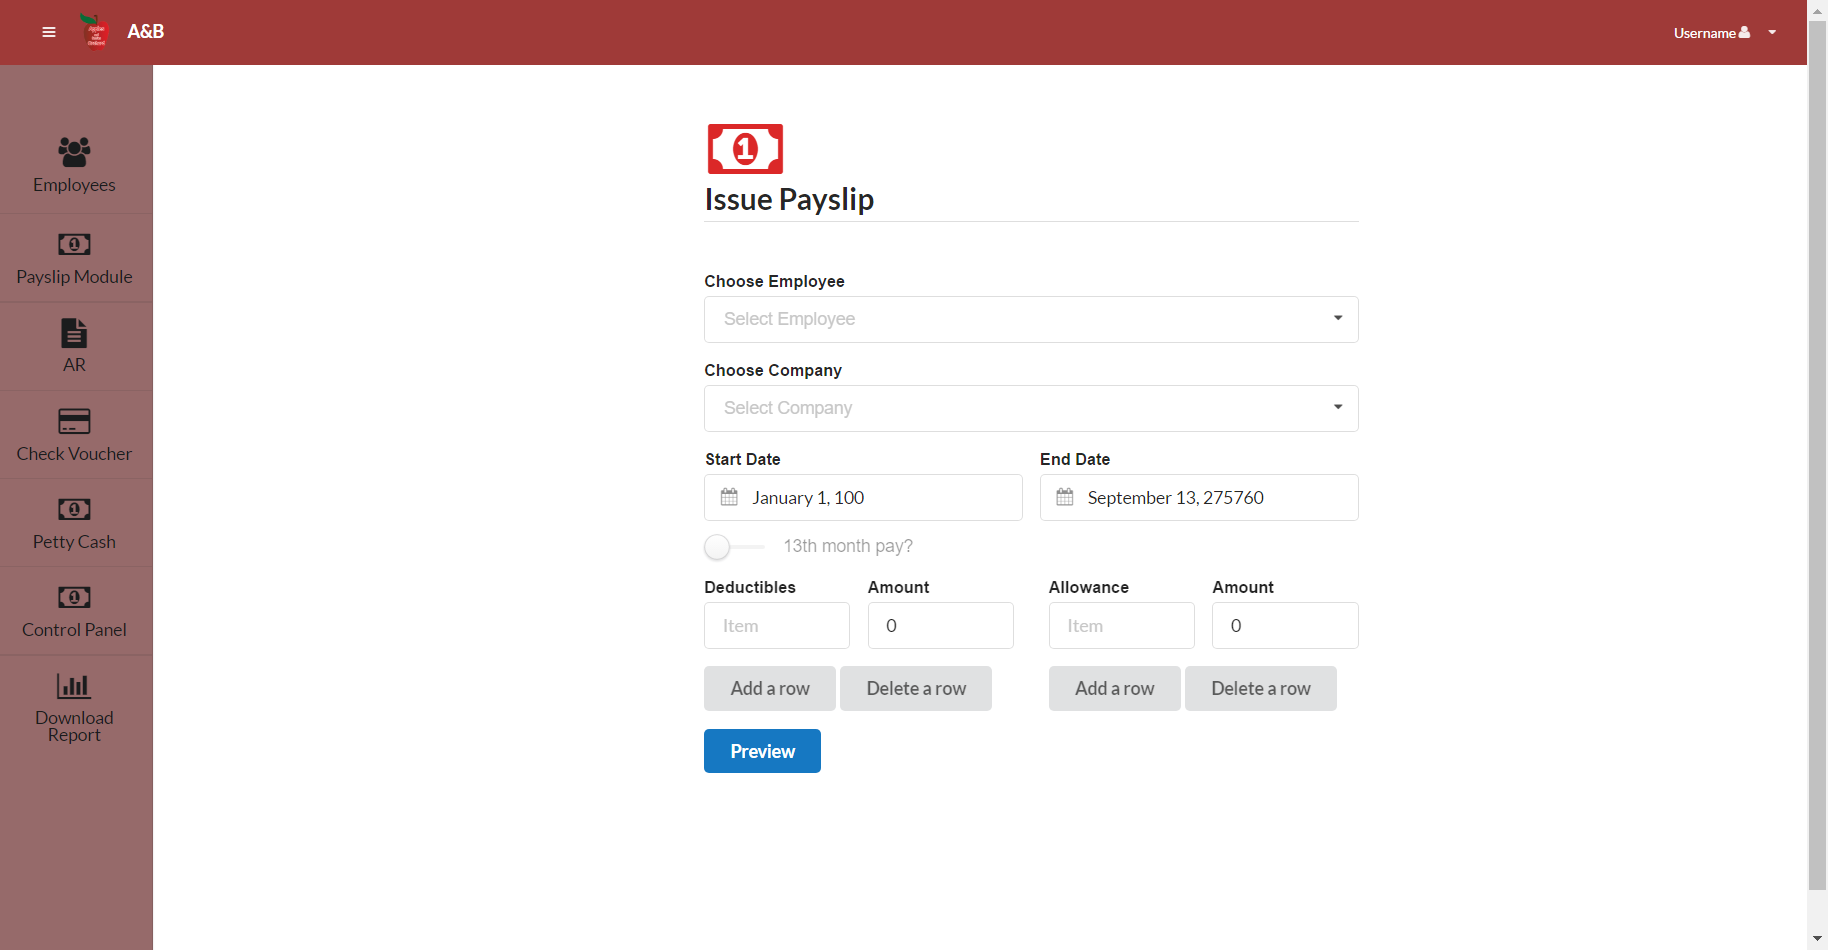 A&B
Username
Employees
Payslip Module
AR
Check Voucher
Petty Cash
Control Panel
Download
Report
Issue Payslip
Choose Employee
Select Employee
Choose Company
Select Company
Start Date End Date
January 1, 100 September 13, 275760
13th month pay?
Deductibles Amount Allowance Amount
Item 0 Item 0
Add a row Delete a row Add a row Delete a row
Preview